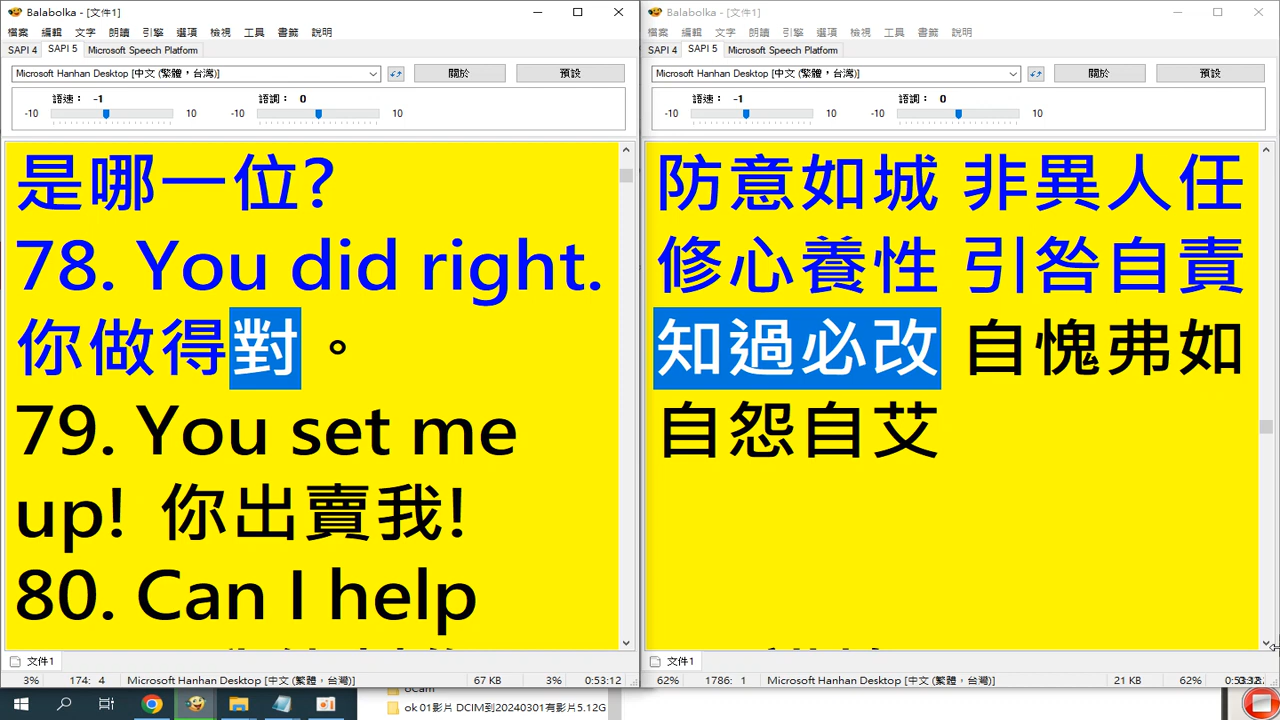 Balabolka - [文件1]
檔案 編輯 文字 朗讀 引擎 選項 檢視 工具 書籤 說明
SAPI 4 SAPI 5 Microsoft Speech Platform
Microsoft Hanhan Desktop [中文 (繁體，台灣)] 關於 預設
語速： -1 語調： 0
-10 10 -10 10
是哪一位?
78. You did right.
你做得對 。
79. You set me
up! 你出賣我!
80. Can I help
文件1
3% 174: 4 Microsoft Hanhan Desktop [中文 (繁體，台灣)] 67 KB 3% 0:53:12
Balabolka - [文件1]
檔案 編輯 文字 朗讀 引擎 選項 檢視 工具 書籤 說明
SAPI 4 SAPI 5 Microsoft Speech Platform
Microsoft Hanhan Desktop [中文 (繁體，台灣)] 關於 預設
語速： -1 語調： 0
-10 10 -10 10
防意如城 非異人任
修心養性 引咎自責
知過必改 自愧弗如
自怨自艾
文件1
62% 1786: 1 Microsoft Hanhan Desktop [中文 (繁體，台灣)] 21 KB 62%
oCam
ok 01影片 DCIM到20240301有影片5.12G